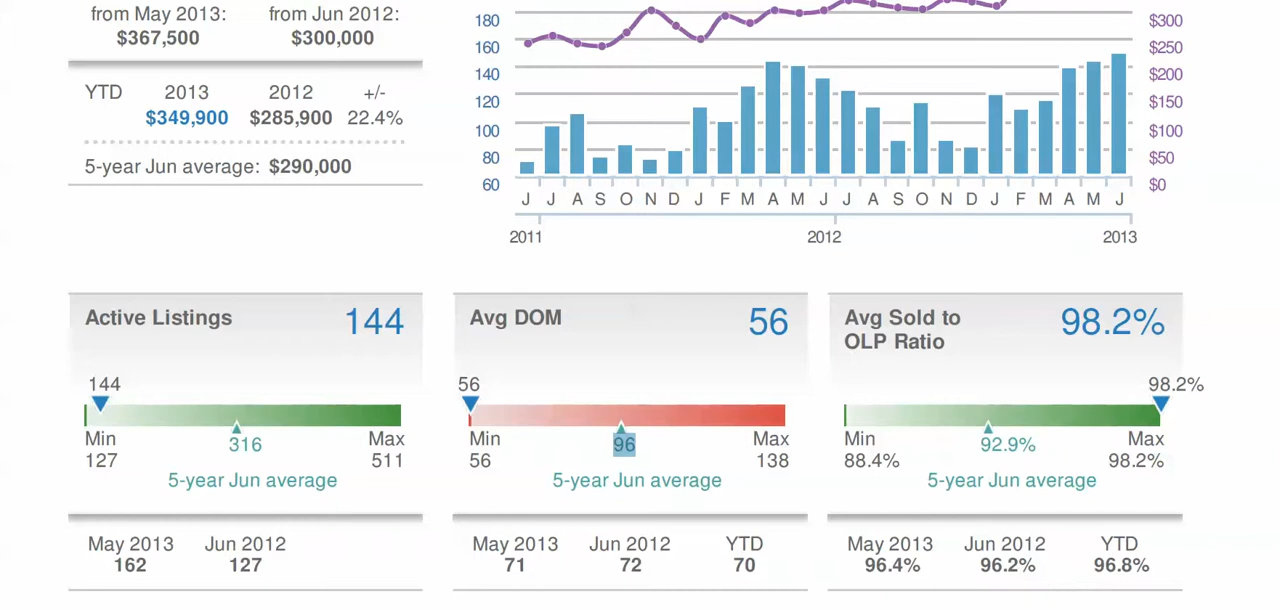 from May 2013: from Jun 2012:
$367,500 $300,000
YTD 2013 2012 +/-
$349,900 $285,900 22.4%
5-year Jun average: $290,000
180 $300
160 $250
140 $200
120 $150
100 $100
80 $50
60 $0
J J A S O N D J F M A M J J A S O N D J F M A M J
2011 2012 2013
Active Listings 144
144
Min 316 Max
127 511
5-year Jun average
May 2013 Jun 2012
162 127
Avg DOM 56
56
Min 96 Max
56 138
5-year Jun average
May 2013 Jun 2012 YTD
71 72 70
Avg Sold to 98.2%
OLP Ratio
98.2%
Min 92.9% Max
88.4% 98.2%
5-year Jun average
May 2013 Jun 2012 YTD
96.4% 96.2% 96.8%